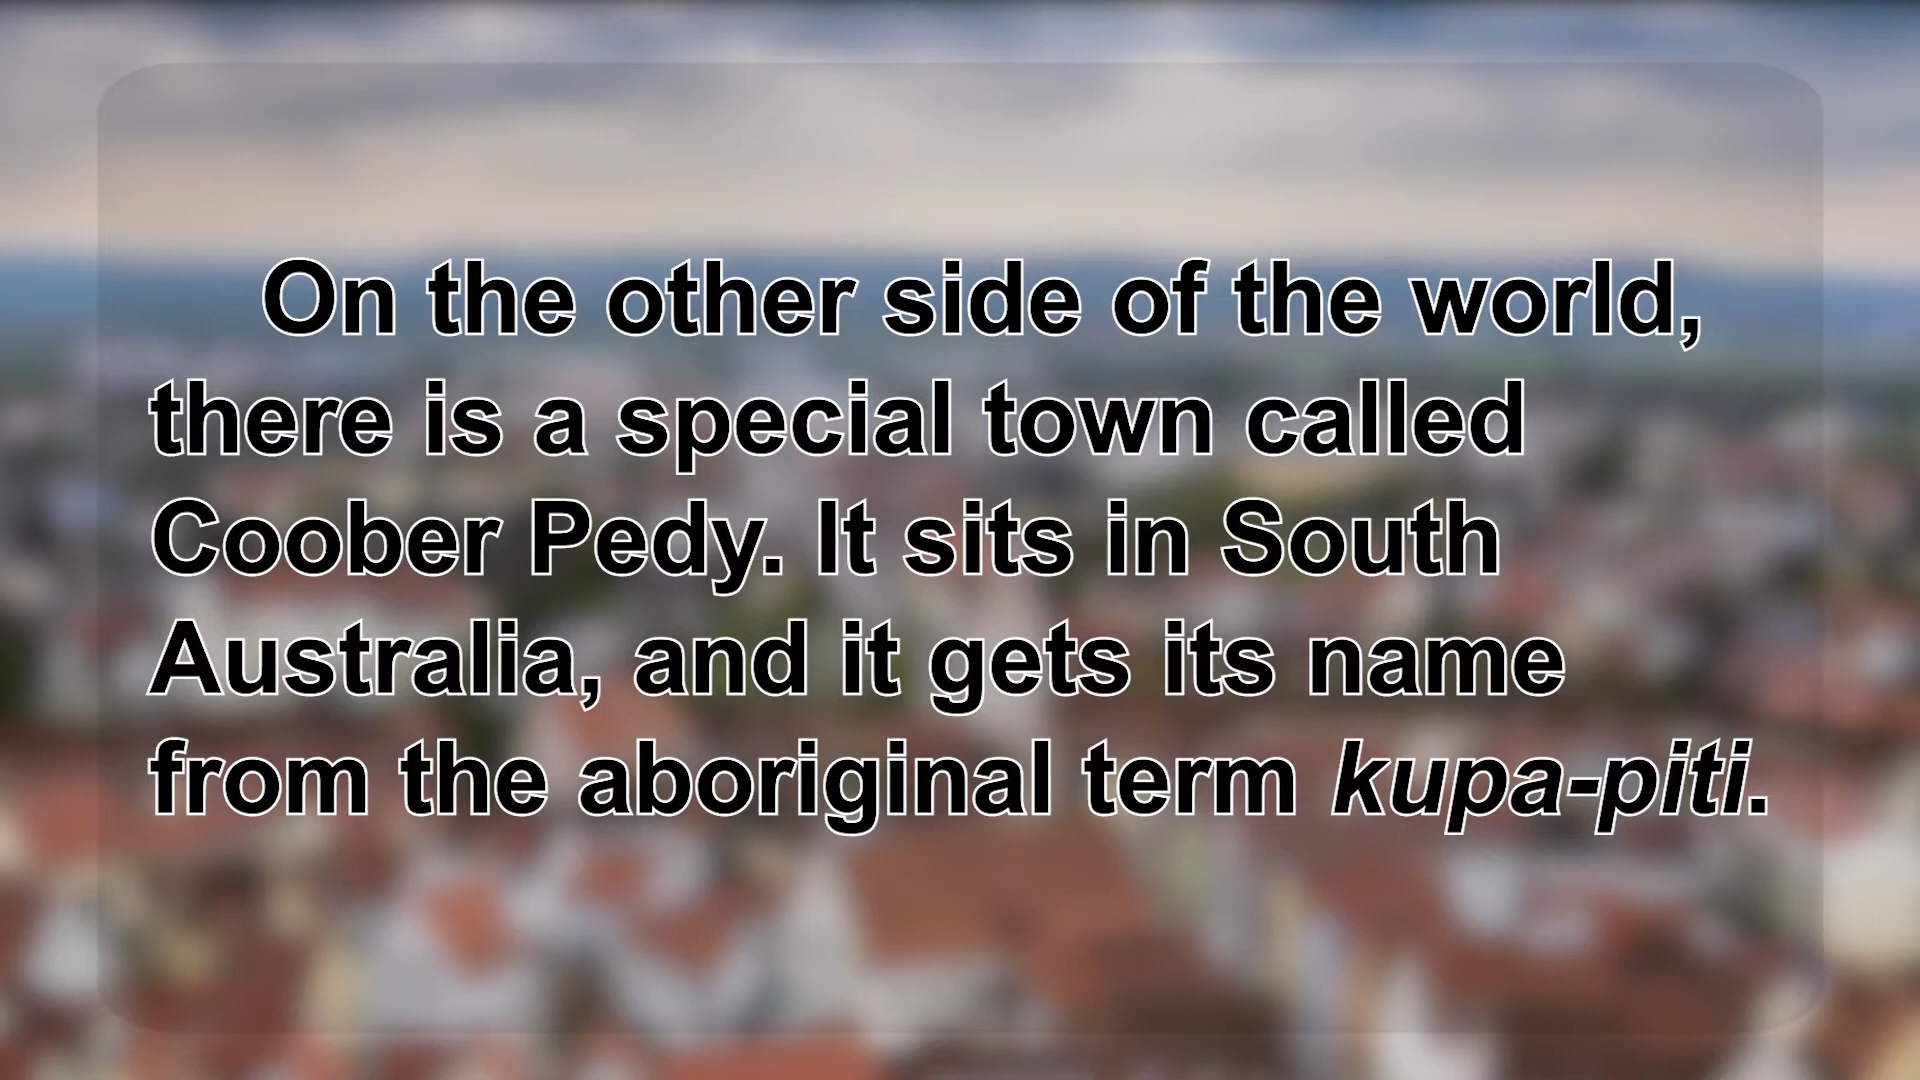 On the other side of the world,
there is a special town called
Coober Pedy. It sits in South
Australia, and it gets its name
from the aboriginal term kupa-piti.